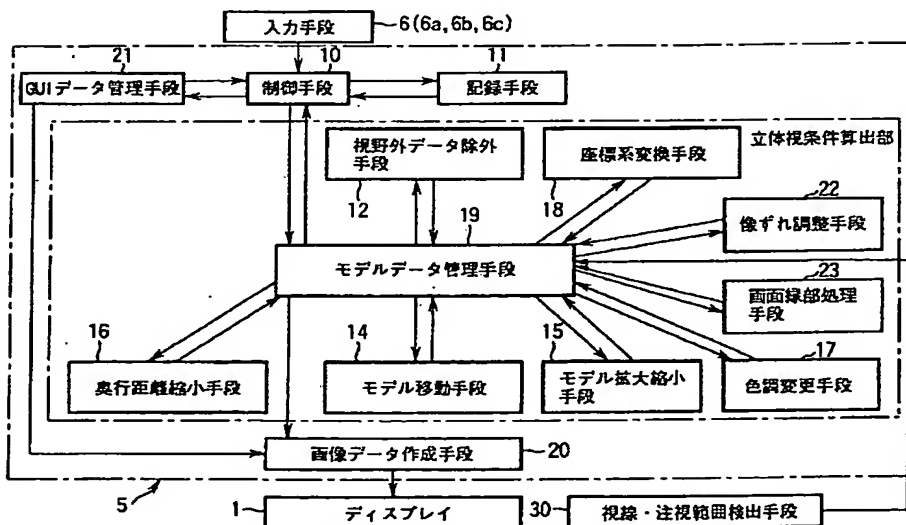 入力手段
6(6a,6b,6c)
21
10
11
GUIデータ管理手段
制御手段
記録手段
立体視条件算出部
視野外データ除外
手段
座標系変換手段
12
18
22
19
像ずれ調整手段
モデルデータ管理手段
23
画面縁部処理
手段
16
14
15
17
奥行距離縮小手段
モデル移動手段
モデル拡大縮小
手段
色調変更手段
画像データ作成手段
20
5
1
ディスプレイ
30
視線・注視範囲検出手段